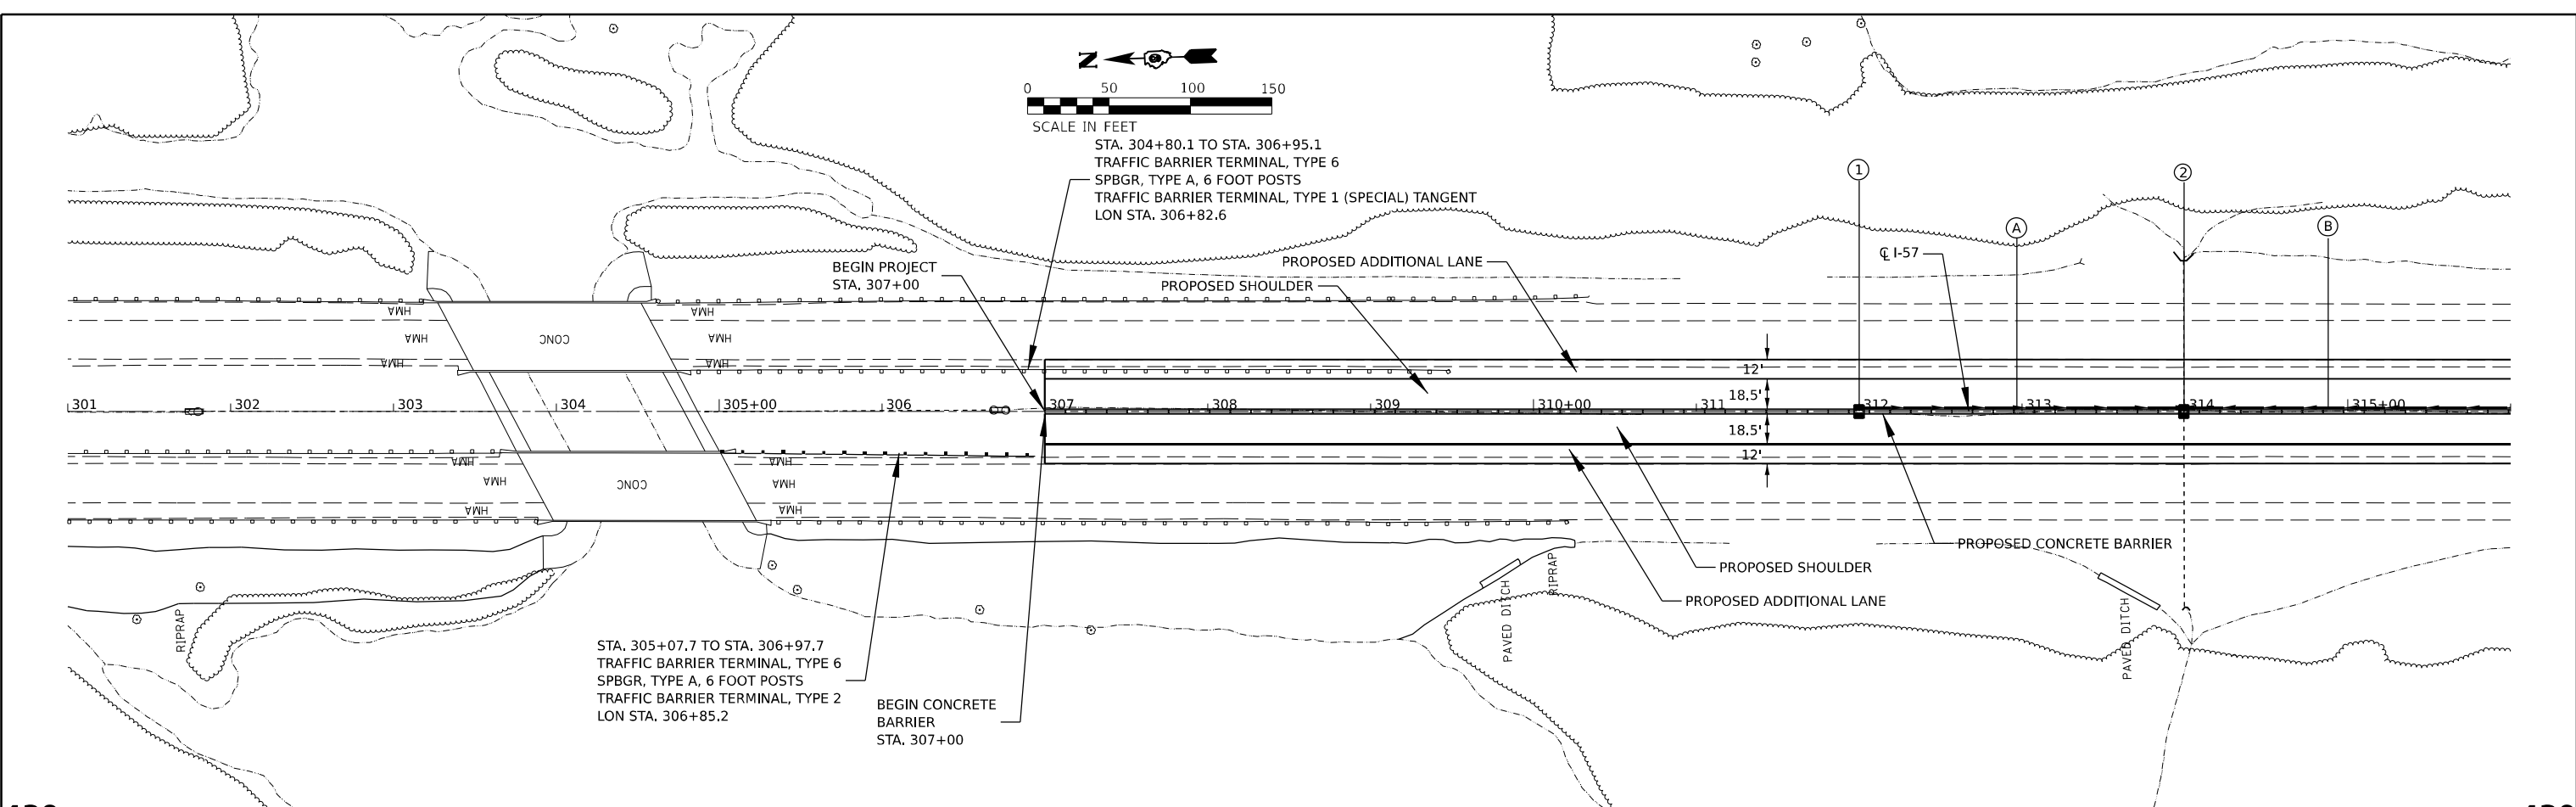 N
0 50 100 150
SCALE IN FEET
STA. 304+80.1 TO STA. 306+95.1
TRAFFIC BARRIER TERMINAL, TYPE 6
SPBGR, TYPE A, 6 FOOT POSTS
TRAFFIC BARRIER TERMINAL, TYPE 1 (SPECIAL) TANGENT
LON STA. 306+82.6
1
2
A
B
BEGIN PROJECT
STA. 307+00
PROPOSED ADDITIONAL LANE
PROPOSED SHOULDER
℄ I-57
HMA
HMA
HMA
CONC
HMA
HMA
HMA
12'
18.5'
301 302 303 304 305+00 306 307 308 309 310+00 311 312 313 314 315+00
18.5'
12'
HMA
HMA
HMA
CONC
HMA
HMA
HMA
PROPOSED CONCRETE BARRIER
PROPOSED SHOULDER
PROPOSED ADDITIONAL LANE
RIPRAP
PAVED DITCH
RIPRAP
PAVED DITCH
STA. 305+07.7 TO STA. 306+97.7
TRAFFIC BARRIER TERMINAL, TYPE 6
SPBGR, TYPE A, 6 FOOT POSTS
TRAFFIC BARRIER TERMINAL, TYPE 2
LON STA. 306+85.2
BEGIN CONCRETE
BARRIER
STA. 307+00